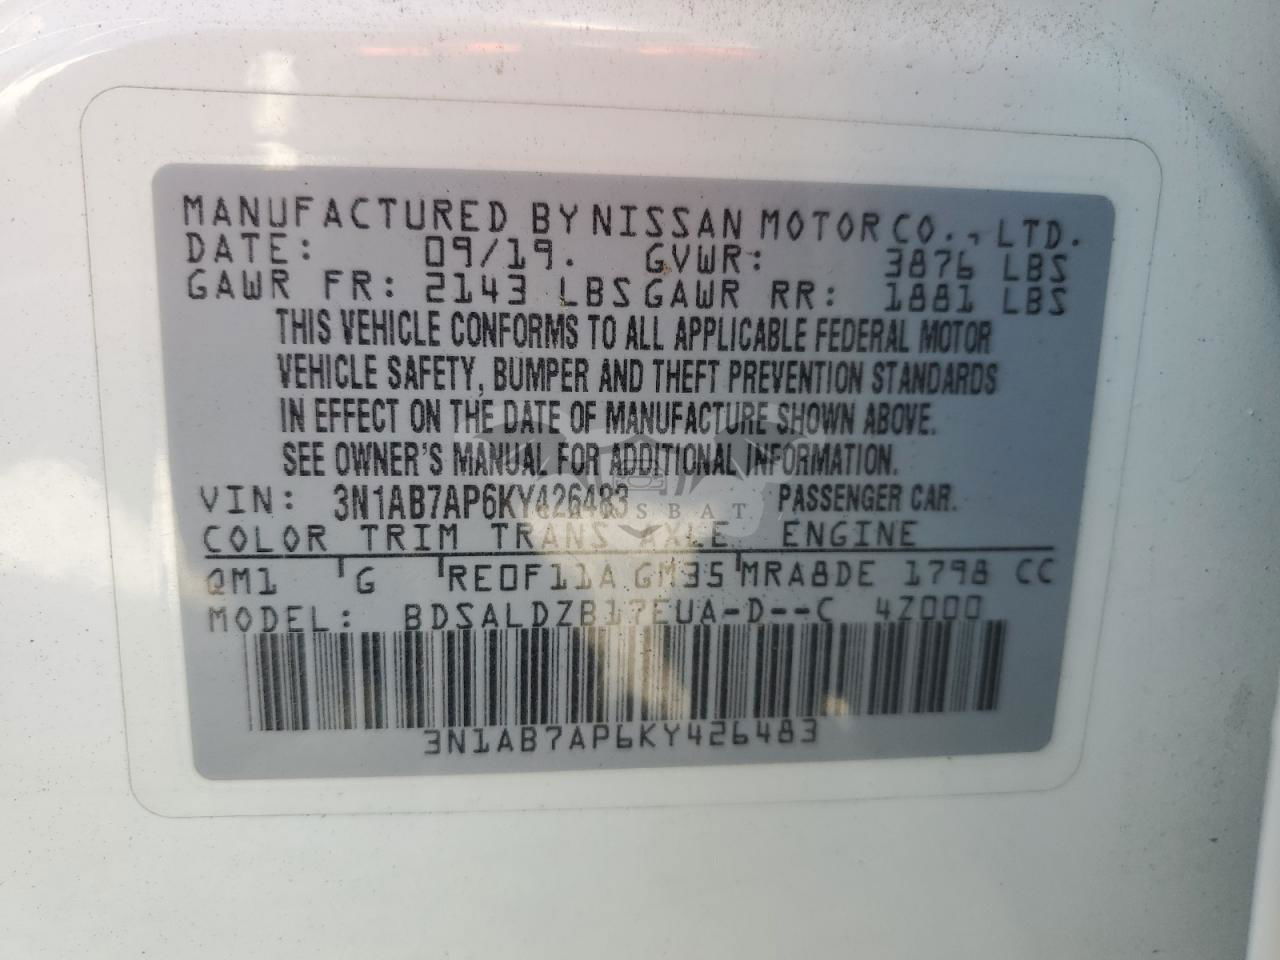 MANUFACTURED BY NISSAN MOTOR CO., LTD.
DATE: 09/19. GVWR: 3876 LBS
GAWR FR: 2143 LBS GAWR RR: 1881 LBS
THIS VEHICLE CONFORMS TO ALL APPLICABLE FEDERAL MOTOR
VEHICLE SAFETY, BUMPER AND THEFT PREVENTION STANDARDS
IN EFFECT ON THE DATE OF MANUFACTURE SHOWN ABOVE.
SEE OWNER'S MANUAL FOR ADDITIONAL INFORMATION.
VIN: 3N1AB7AP6KY426483 PASSENGER CAR.
COLOR TRIM TRANS AXLE ENGINE
QM1 G RE0F11A GM35 MRA8DE 1798 CC
MODEL: BDSALDZB17EUA-D--C 4Z000
3N1AB7AP6KY426483